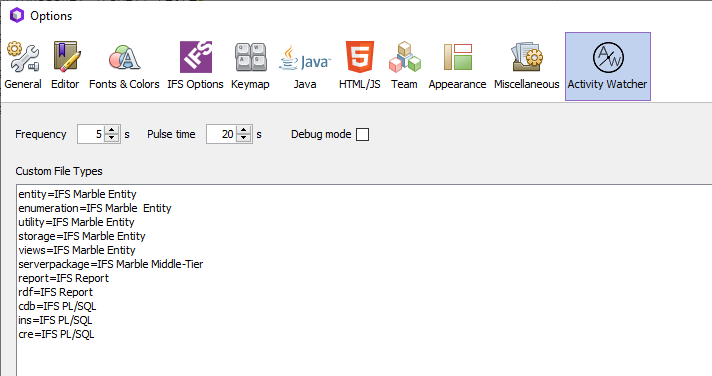 Options
IFS
Java
5
A/W
General Editor Fonts & Colors IFS Options Keymap Java HTML/JS Team Appearance Miscellaneous Activity Watcher
Frequency 5 s Pulse time 20 s Debug mode
Custom File Types
entity=IFS Marble Entity
enumeration=IFS Marble  Entity
utility=IFS Marble Entity
storage=IFS Marble Entity
views=IFS Marble Entity
serverpackage=IFS Marble Middle-Tier
report=IFS Report
rdf=IFS Report
cdb=IFS PL/SQL
ins=IFS PL/SQL
cre=IFS PL/SQL